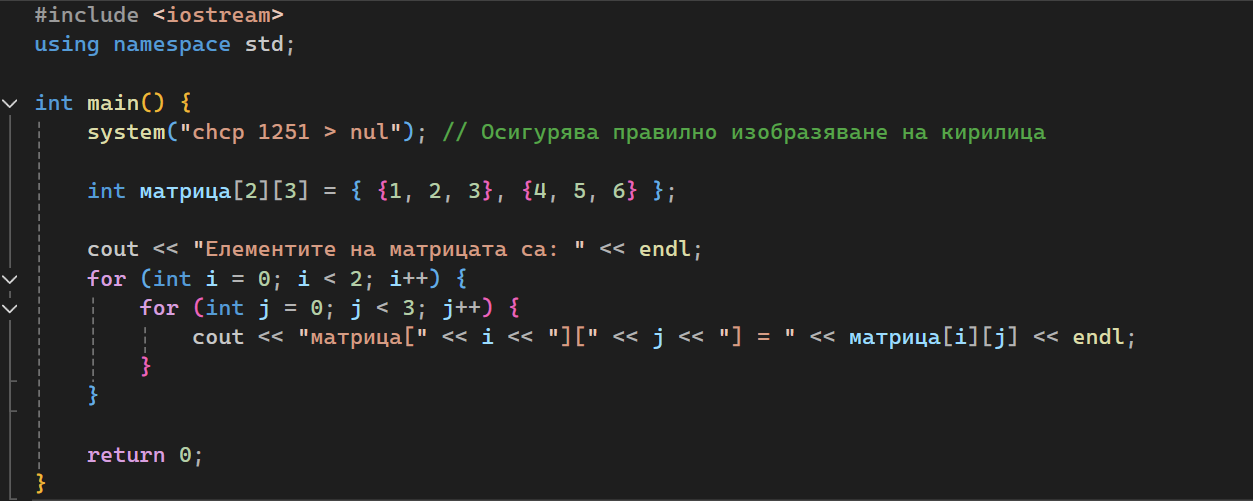 #include <iostream>
using namespace std;
int main() {
system("chcp 1251 > nul"); // Осигурява правилно изобразяване на кирилица
int матрица[2][3] = { {1, 2, 3}, {4, 5, 6} };
cout << "Елементите на матрицата са: " << endl;
for (int i = 0; i < 2; i++) {
for (int j = 0; j < 3; j++) {
cout << "матрица[" << i << "][" << j << "] = " << матрица[i][j] << endl;
}
}
return 0;
}